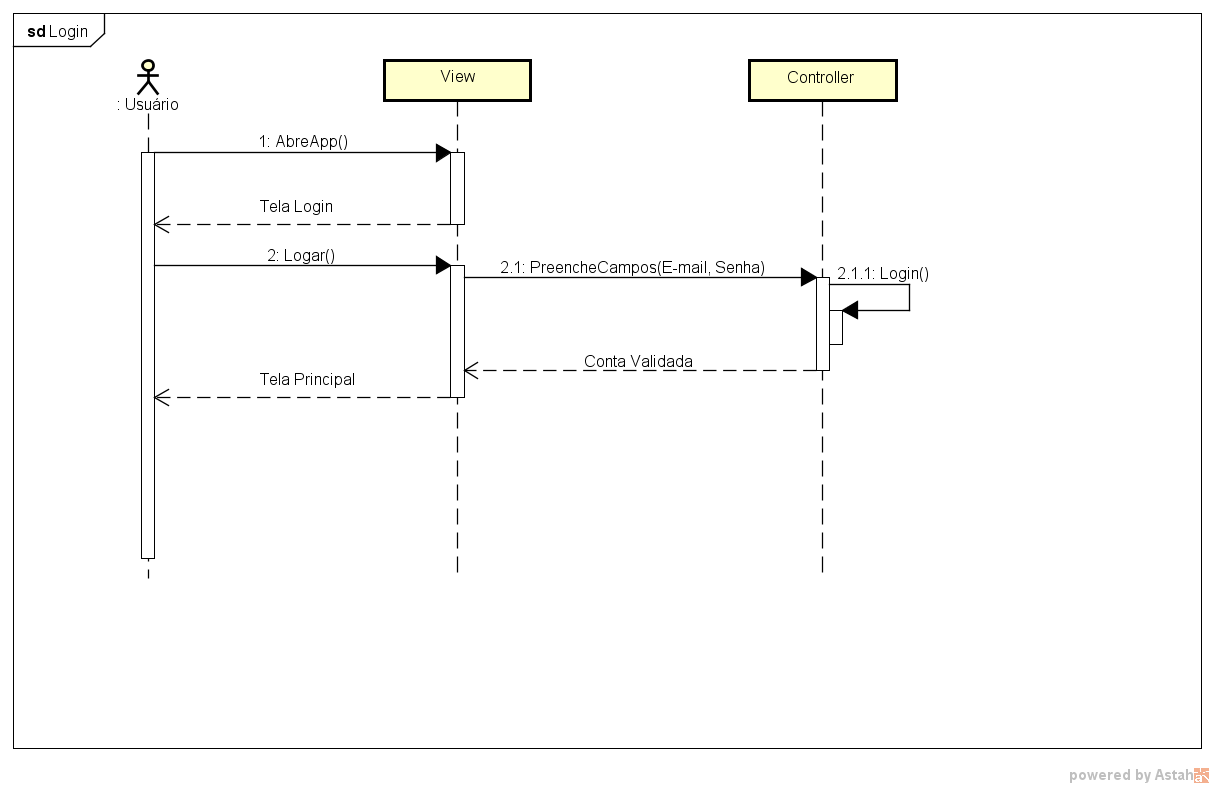 sd Login
: Usuário
View
Controller
1: AbreApp()
Tela Login
2: Logar()
2.1: PreencheCampos(E-mail, Senha)
2.1.1: Login()
Conta Validada
Tela Principal
powered by Astah